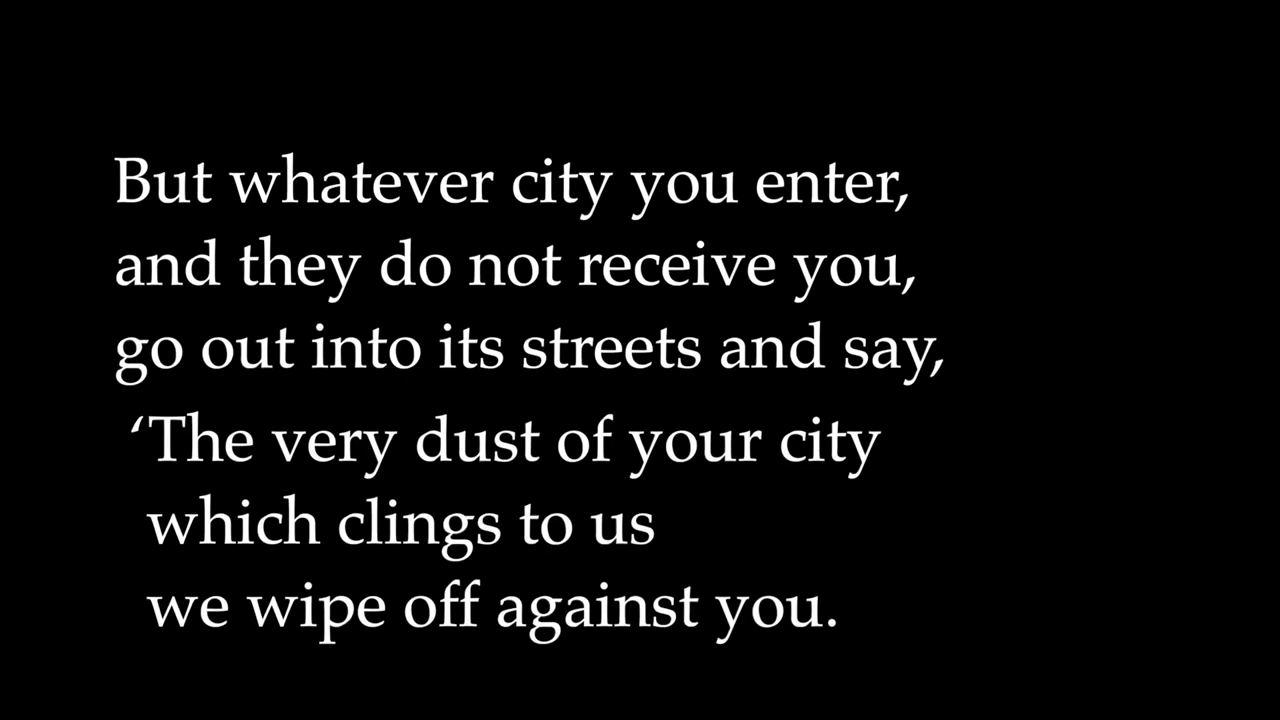 But whatever city you enter,
and they do not receive you,
go out into its streets and say,
‘The very dust of your city
which clings to us
we wipe off against you.